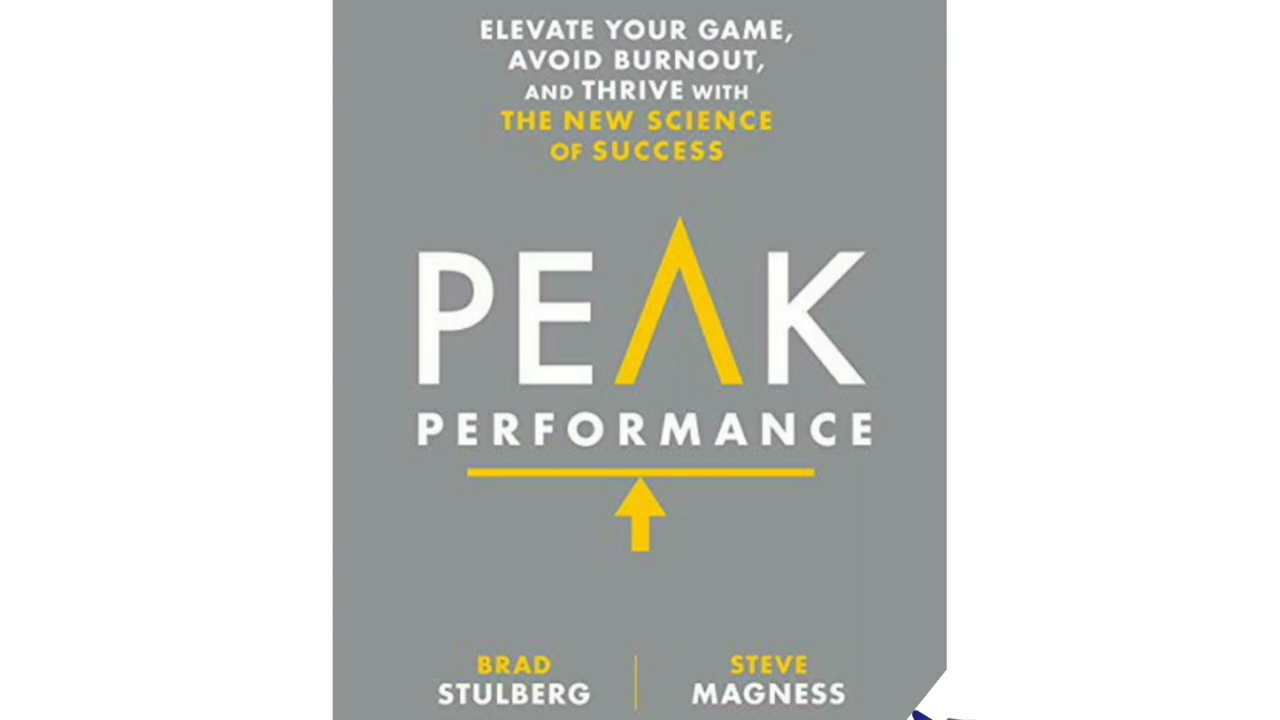 ELEVATE YOUR GAME,
AVOID BURNOUT,
AND THRIVE WITH
THE NEW SCIENCE
OF SUCCESS
PEAK
PERFORMANCE
BRAD STULBERG
STEVE MAGNESS